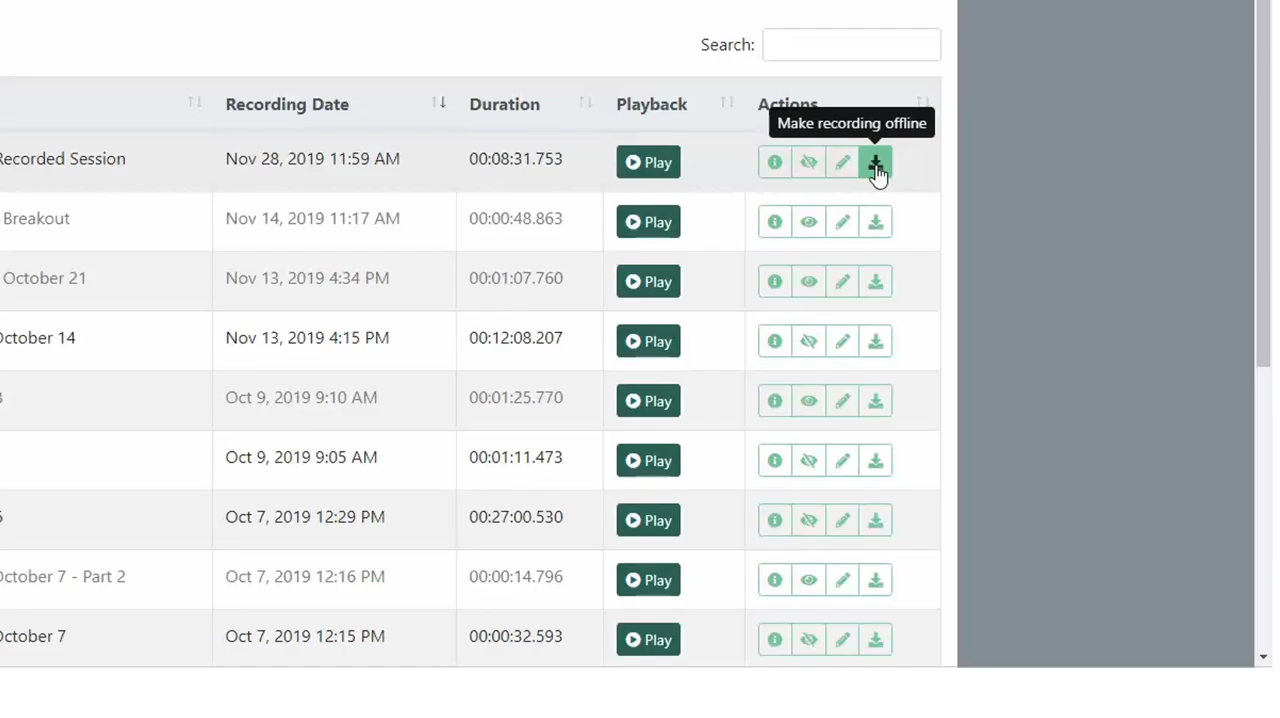 Search:
Recording Date Duration Playback Actions
Make recording offline
Recorded Session Nov 28, 2019 11:59 AM 00:08:31.753 Play
Breakout Nov 14, 2019 11:17 AM 00:00:48.863 Play
October 21 Nov 13, 2019 4:34 PM 00:01:07.760 Play
October 14 Nov 13, 2019 4:15 PM 00:12:08.207 Play
Oct 9, 2019 9:10 AM 00:01:25.770 Play
Oct 9, 2019 9:05 AM 00:01:11.473 Play
Oct 7, 2019 12:29 PM 00:27:00.530 Play
October 7 - Part 2 Oct 7, 2019 12:16 PM 00:00:14.796 Play
October 7 Oct 7, 2019 12:15 PM 00:00:32.593 Play